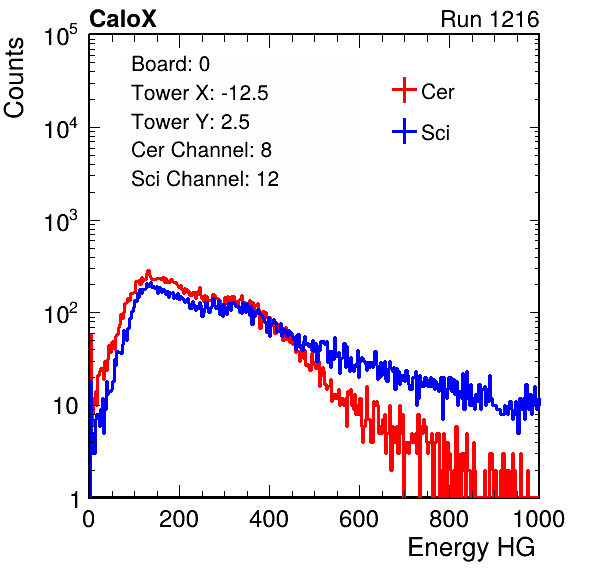 CaloX Run 1216
Counts
Board: 0
Tower X: -12.5
Tower Y: 2.5
Cer Channel: 8
Sci Channel: 12
Cer
Sci
10^5
10^4
10^3
10^2
10
1
0 200 400 600 800 1000
Energy HG